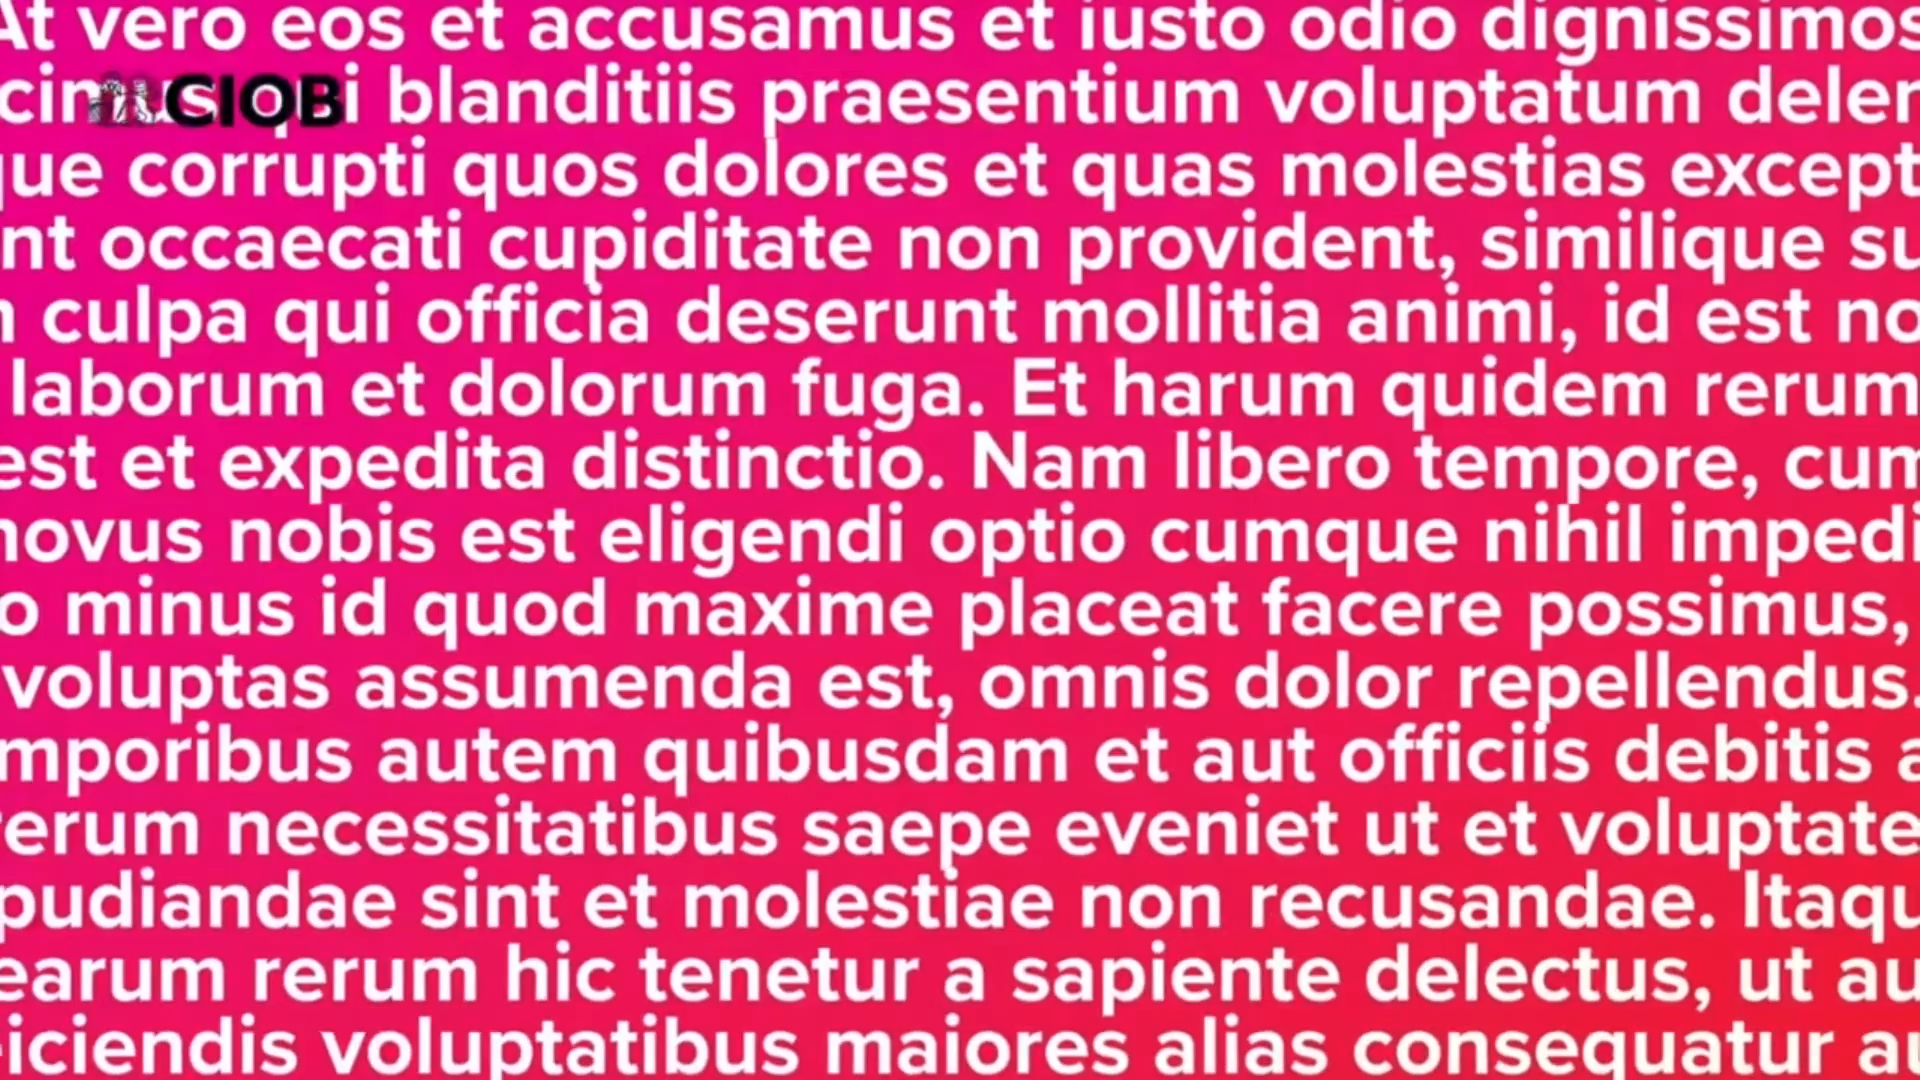 At vero eos et accusamus et iusto odio dignissimos
CIOB
blanditiis praesentium voluptatum delen
que corrupti quos dolores et quas molestias except
nt occaecati cupiditate non provident, similique su
culpa qui officia deserunt mollitia animi, id est no
laborum et dolorum fuga. Et harum quidem rerum
est et expedita distinctio. Nam libero tempore, cum
novus nobis est eligendi optio cumque nihil impedi
o minus id quod maxime placeat facere possimus,
voluptas assumenda est, omnis dolor repellendus.
mporibus autem quibusdam et aut officiis debitis a
rerum necessitatibus saepe eveniet ut et voluptate
pudiandae sint et molestiae non recusandae. Itaqu
earum rerum hic tenetur a sapiente delectus, ut au
iciendis voluptatibus maiores alias consequatur au